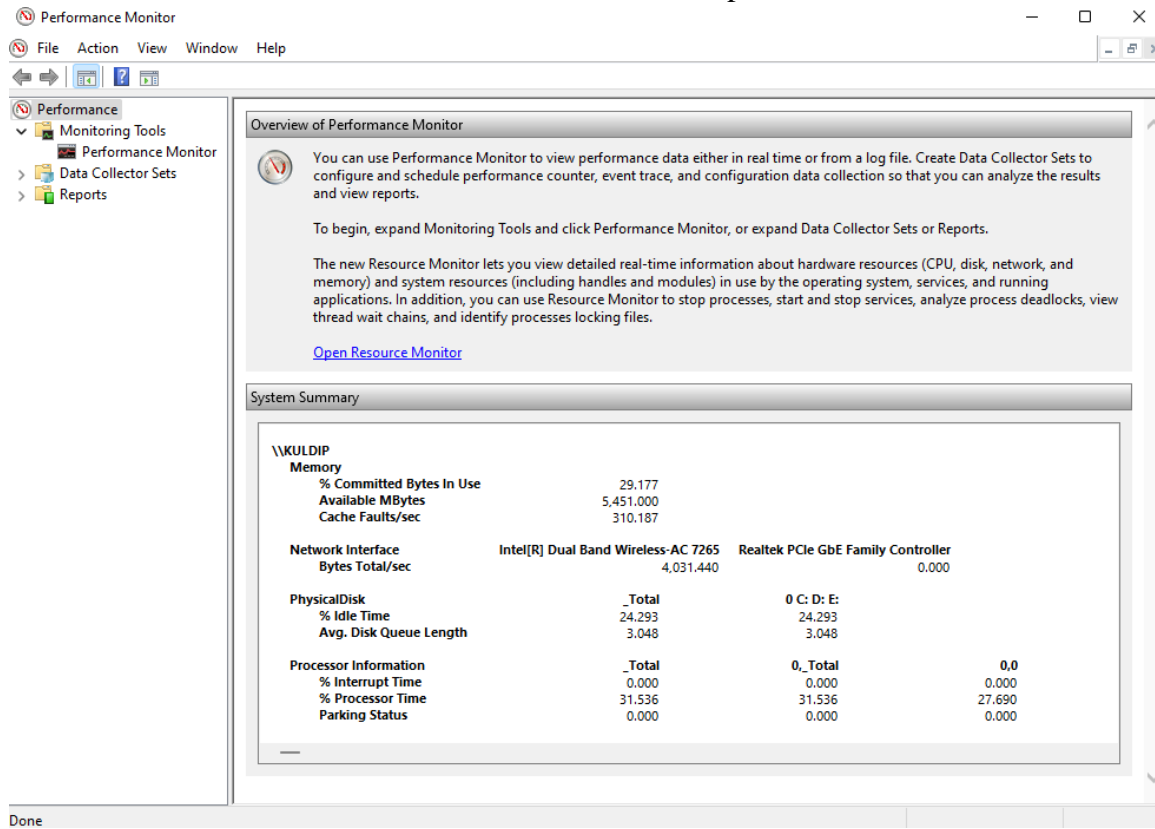 Performance Monitor
File Action View Window Help
Performance
Monitoring Tools
Performance Monitor
Data Collector Sets
Reports
Overview of Performance Monitor
You can use Performance Monitor to view performance data either in real time or from a log file. Create Data Collector Sets to
configure and schedule performance counter, event trace, and configuration data collection so that you can analyze the results
and view reports.
To begin, expand Monitoring Tools and click Performance Monitor, or expand Data Collector Sets or Reports.
The new Resource Monitor lets you view detailed real-time information about hardware resources (CPU, disk, network, and
memory) and system resources (including handles and modules) in use by the operating system, services, and running
applications. In addition, you can use Resource Monitor to stop processes, start and stop services, analyze process deadlocks, view
thread wait chains, and identify processes locking files.
Open Resource Monitor
System Summary
\\KULDIP
Memory
% Committed Bytes In Use 29.177
Available MBytes 5,451.000
Cache Faults/sec 310.187
Network Interface Intel[R] Dual Band Wireless-AC 7265 Realtek PCIe GbE Family Controller
Bytes Total/sec 4,031.440 0.000
PhysicalDisk _Total 0 C: D: E:
% Idle Time 24.293 24.293
Avg. Disk Queue Length 3.048 3.048
Processor Information _Total 0,_Total 0,0
% Interrupt Time 0.000 0.000 0.000
% Processor Time 31.536 31.536 27.690
Parking Status 0.000 0.000 0.000
Done